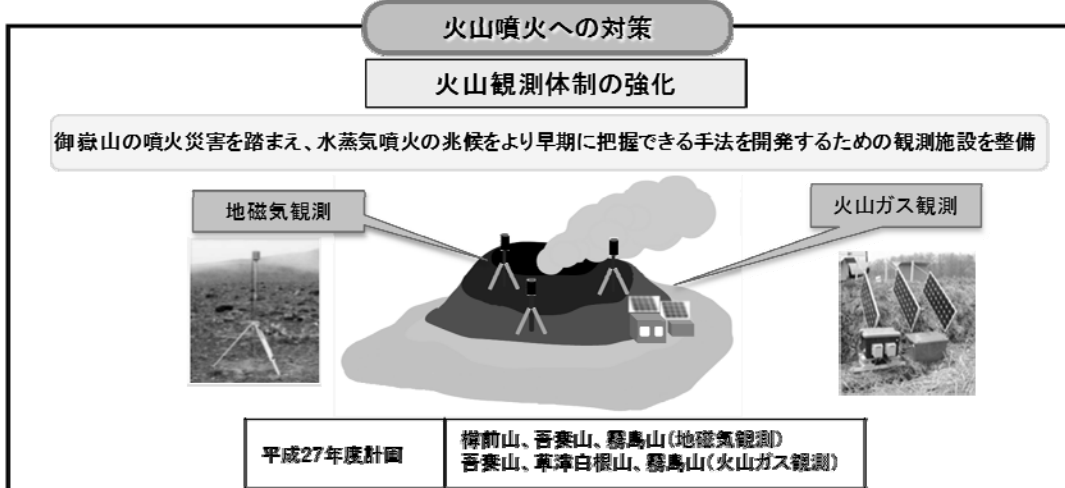 火山噴火への対策
火山観測体制の強化
御嶽山の噴火災害を踏まえ、水蒸気噴火の兆候をより早期に把握できる手法を開発するための観測施設を整備
地磁気観測
火山ガス観測
平成27年度計画
樽前山、吾妻山、霧島山(地磁気観測)
吾妻山、草津白根山、霧島山(火山ガス観測)